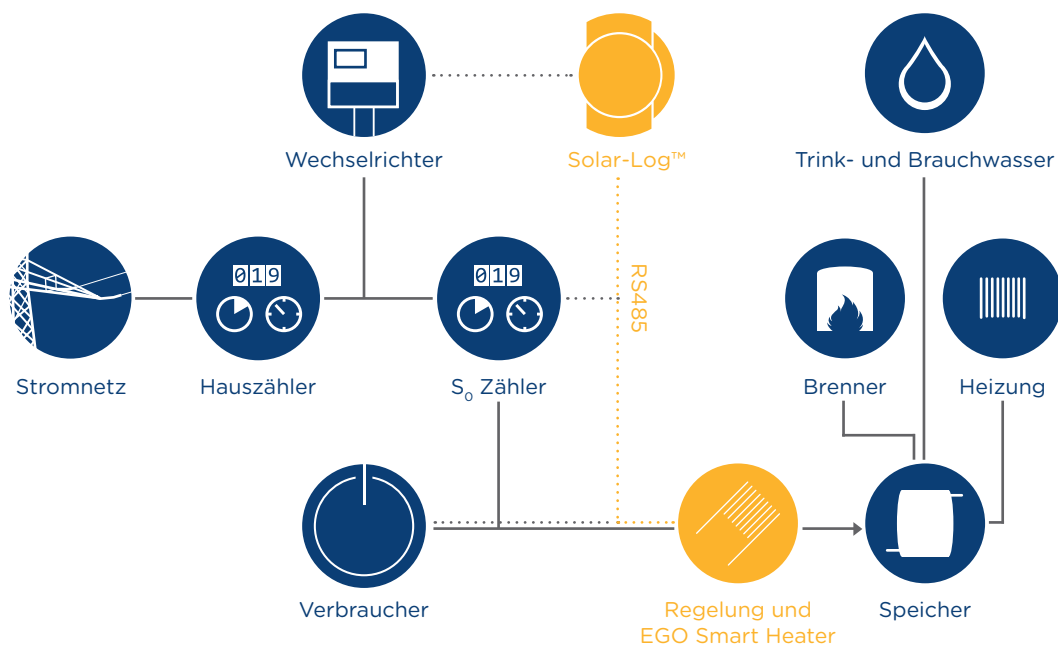 Wechselrichter
Solar-Log™
Trink- und Brauchwasser
019
019
RS485
Stromnetz
Hauszähler
S₀ Zähler
Brenner
Heizung
Verbraucher
Regelung und
EGO Smart Heater
Speicher